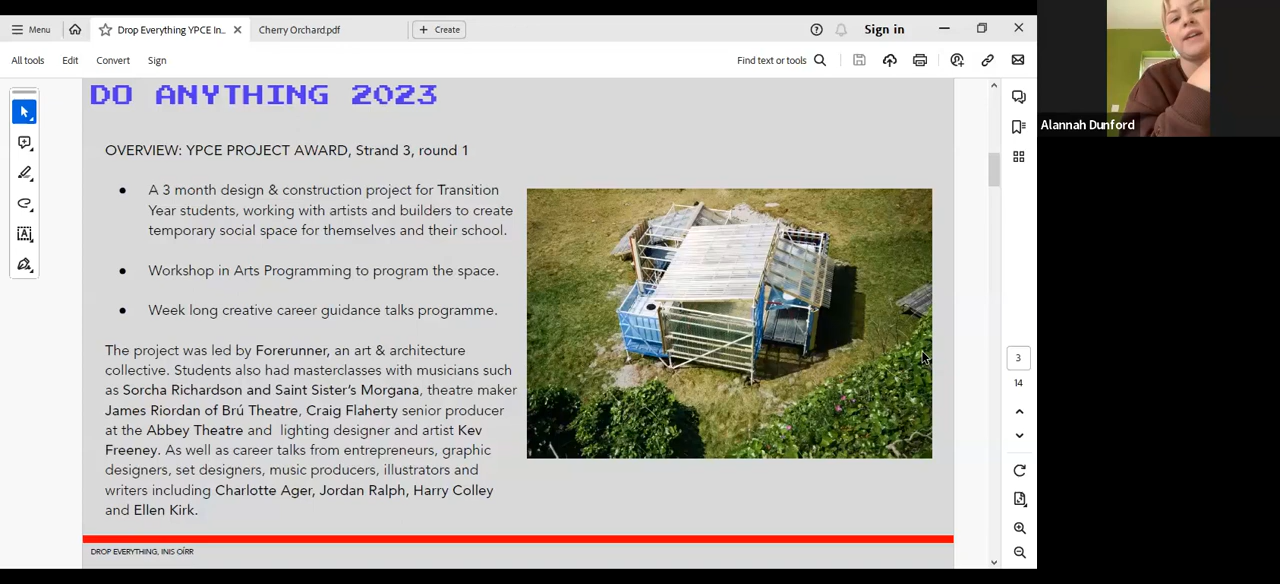 Menu
Drop Everything YPCE In...
Cherry Orchard.pdf
Create
Sign in
All tools
Edit
Convert
Sign
Find text or tools
DO ANYTHING 2023
OVERVIEW: YPCE PROJECT AWARD, Strand 3, round 1
● A 3 month design & construction project for Transition
Year students, working with artists and builders to create
temporary social space for themselves and their school.
● Workshop in Arts Programming to program the space.
● Week long creative career guidance talks programme.
The project was led by Forerunner, an art & architecture
collective. Students also had masterclasses with musicians such
as Sorcha Richardson and Saint Sister's Morgana, theatre maker
James Riordan of Brú Theatre, Craig Flaherty senior producer
at the Abbey Theatre and lighting designer and artist Kev
Freeney. As well as career talks from entrepreneurs, graphic
designers, set designers, music producers, illustrators and
writers including Charlotte Ager, Jordan Ralph, Harry Colley
and Ellen Kirk.
DROP EVERYTHING, INIS OÍRR
3
14
Alannah Dunford